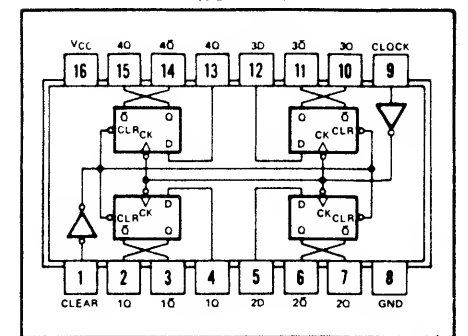 VCC 4Q 4Q̄ 4Q 3D 3Q̄ 3Q CLOCK
16 15 14 13 12 11 10 9
Q̄ Q Q Q̄
CLR CK D D CK CLR
CLR CK D D CK CLR
Q̄ Q Q Q̄
1 2 3 4 5 6 7 8
CLEAR 1Q 1Q̄ 1Q 2D 2Q̄ 2Q GND